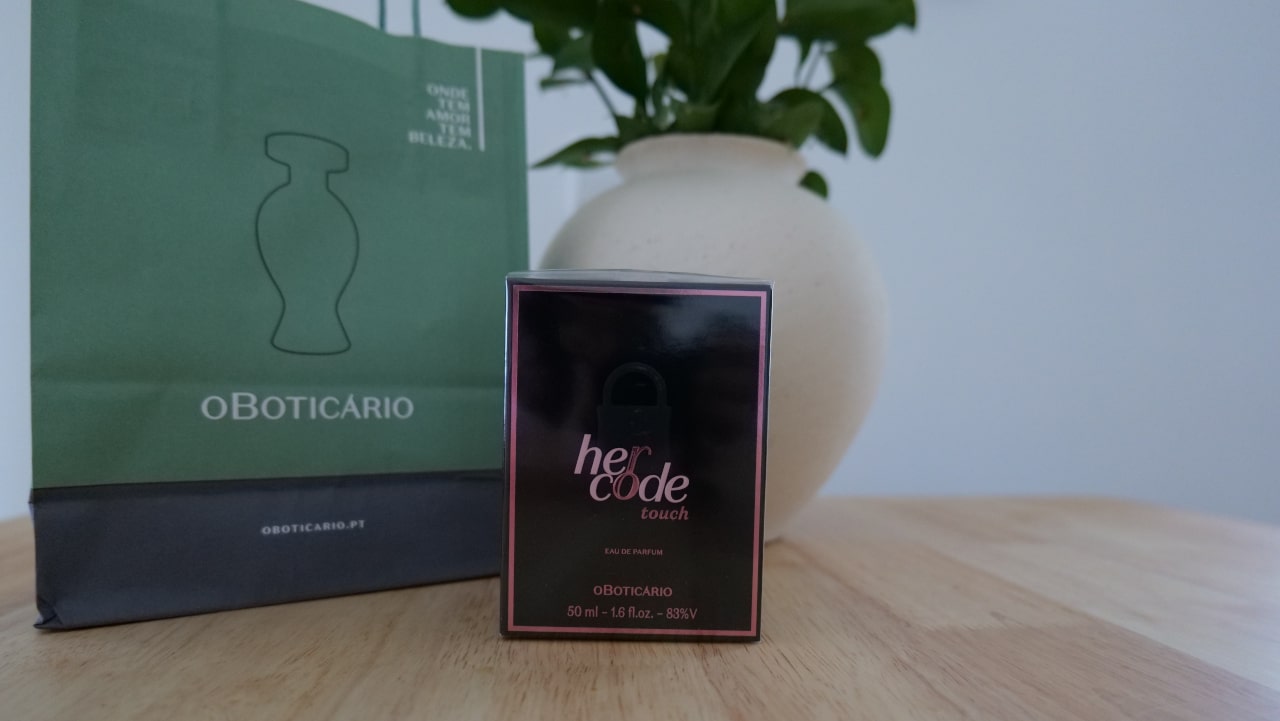 ONDE
TEM
AMOR
TEM
BELEZA.
oBOTICÁRIO
OBOTICARIO.PT
her
code
touch
EAU DE PARFUM
oBOTICÁRIO
50 ml - 1.6 fl.oz. - 83%V